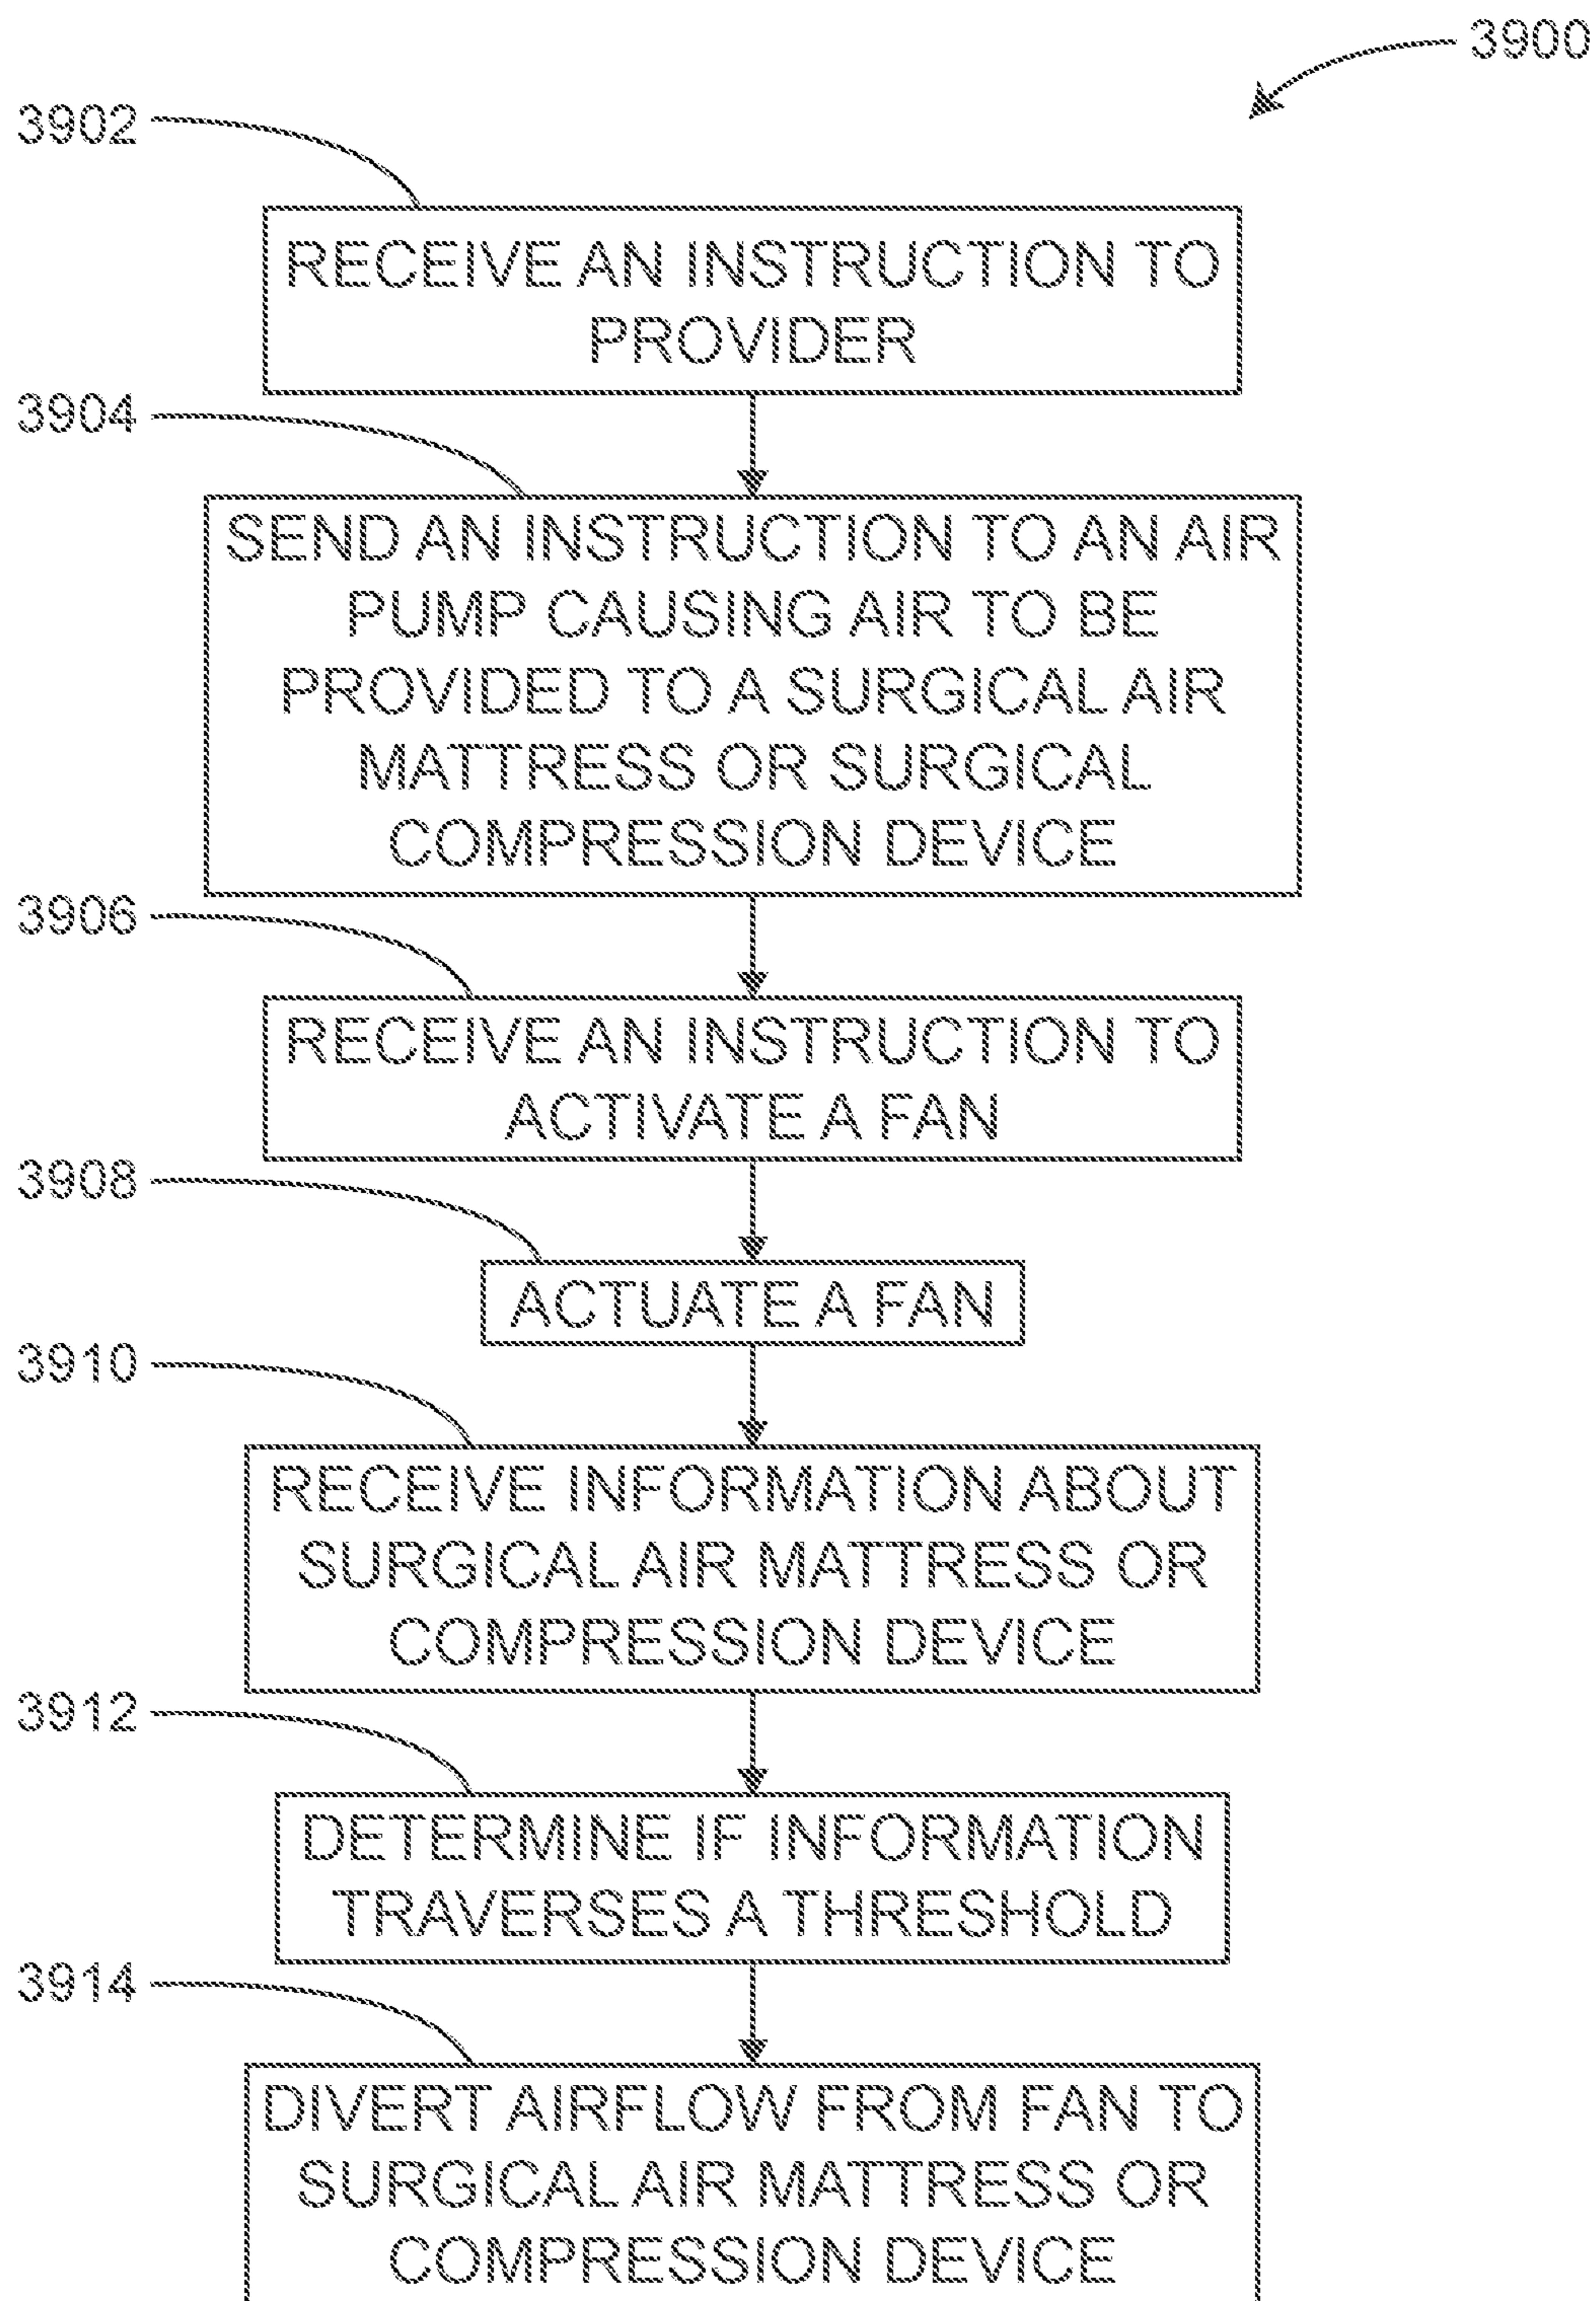 3900
3902
RECEIVE AN INSTRUCTION TO
PROVIDER
3904
SEND AN INSTRUCTION TO AN AIR
PUMP CAUSING AIR TO BE
PROVIDED TO A SURGICAL AIR
MATTRESS OR SURGICAL
COMPRESSION DEVICE
3906
RECEIVE AN INSTRUCTION TO
ACTIVATE A FAN
3908
ACTUATE A FAN
3910
RECEIVE INFORMATION ABOUT
SURGICAL AIR MATTRESS OR
COMPRESSION DEVICE
3912
DETERMINE IF INFORMATION
TRAVERSES A THRESHOLD
3914
DIVERT AIRFLOW FROM FAN TO
SURGICAL AIR MATTRESS OR
COMPRESSION DEVICE